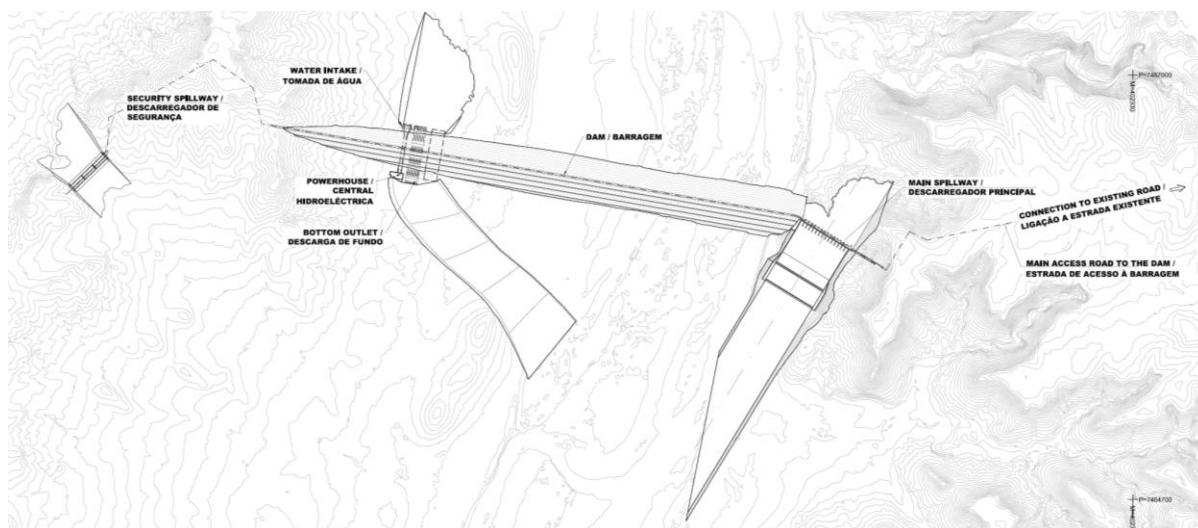 WATER INTAKE /
TOMADA DE ÁGUA
SECURITY SPILLWAY /
DESCARREGADOR DE
SEGURANÇA
DAM / BARRAGEM
POWERHOUSE /
CENTRAL
HIDROELÉCTRICA
BOTTOM OUTLET /
DESCARGA DE FUNDO
MAIN SPILLWAY /
DESCARREGADOR PRINCIPAL
CONNECTION TO EXISTING ROAD /
LIGAÇÃO A ESTRADA EXISTENTE
MAIN ACCESS ROAD TO THE DAM /
ESTRADA DE ACESSO À BARRAGEM
P=7467000
P=7464700